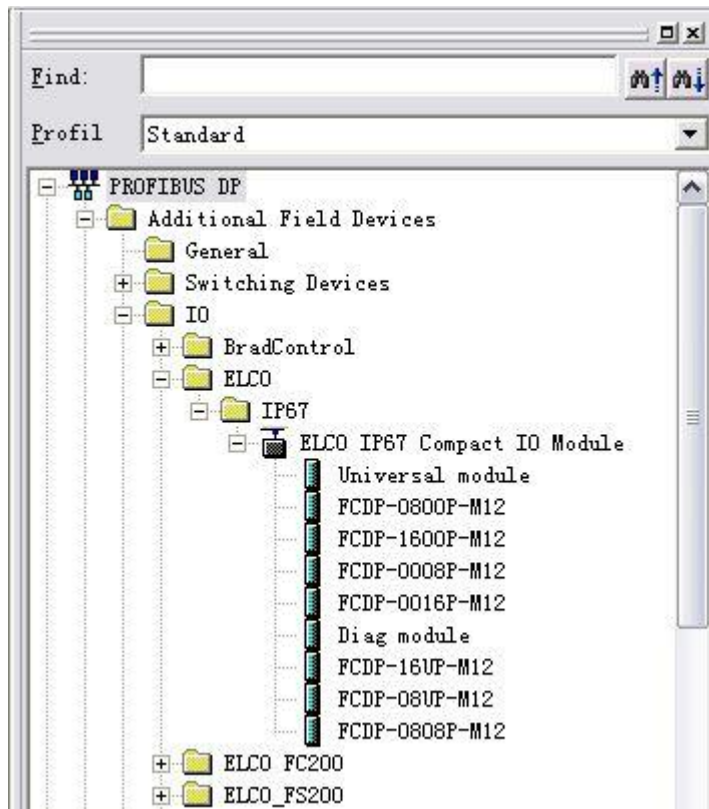 Find:
Profil Standard
PROFIBUS DP
Additional Field Devices
General
Switching Devices
IO
BradControl
ELCO
IP67
ELCO IP67 Compact IO Module
Universal module
FCDP-0800P-M12
FCDP-1600P-M12
FCDP-0008P-M12
FCDP-0016P-M12
Diag module
FCDP-16UP-M12
FCDP-08UP-M12
FCDP-0808P-M12
ELCO FC200
ELCO_FS200